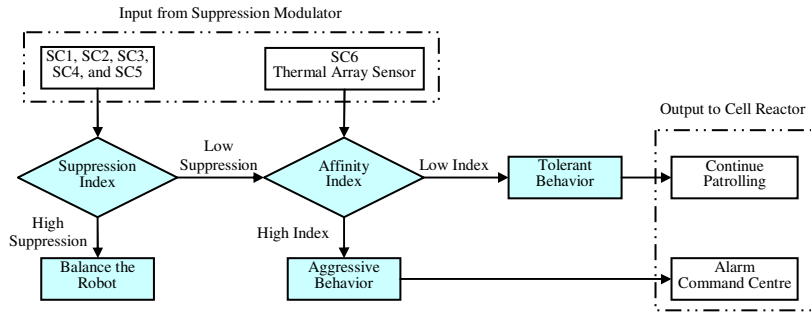 Input from Suppression Modulator
SC1, SC2, SC3,
SC4, and SC5
SC6
Thermal Array Sensor
Output to Cell Reactor
Suppression
Index
Low
Suppression
Affinity
Index
Low Index
Tolerant
Behavior
Continue
Patrolling
High
Suppression
High Index
Balance the
Robot
Aggressive
Behavior
Alarm
Command Centre